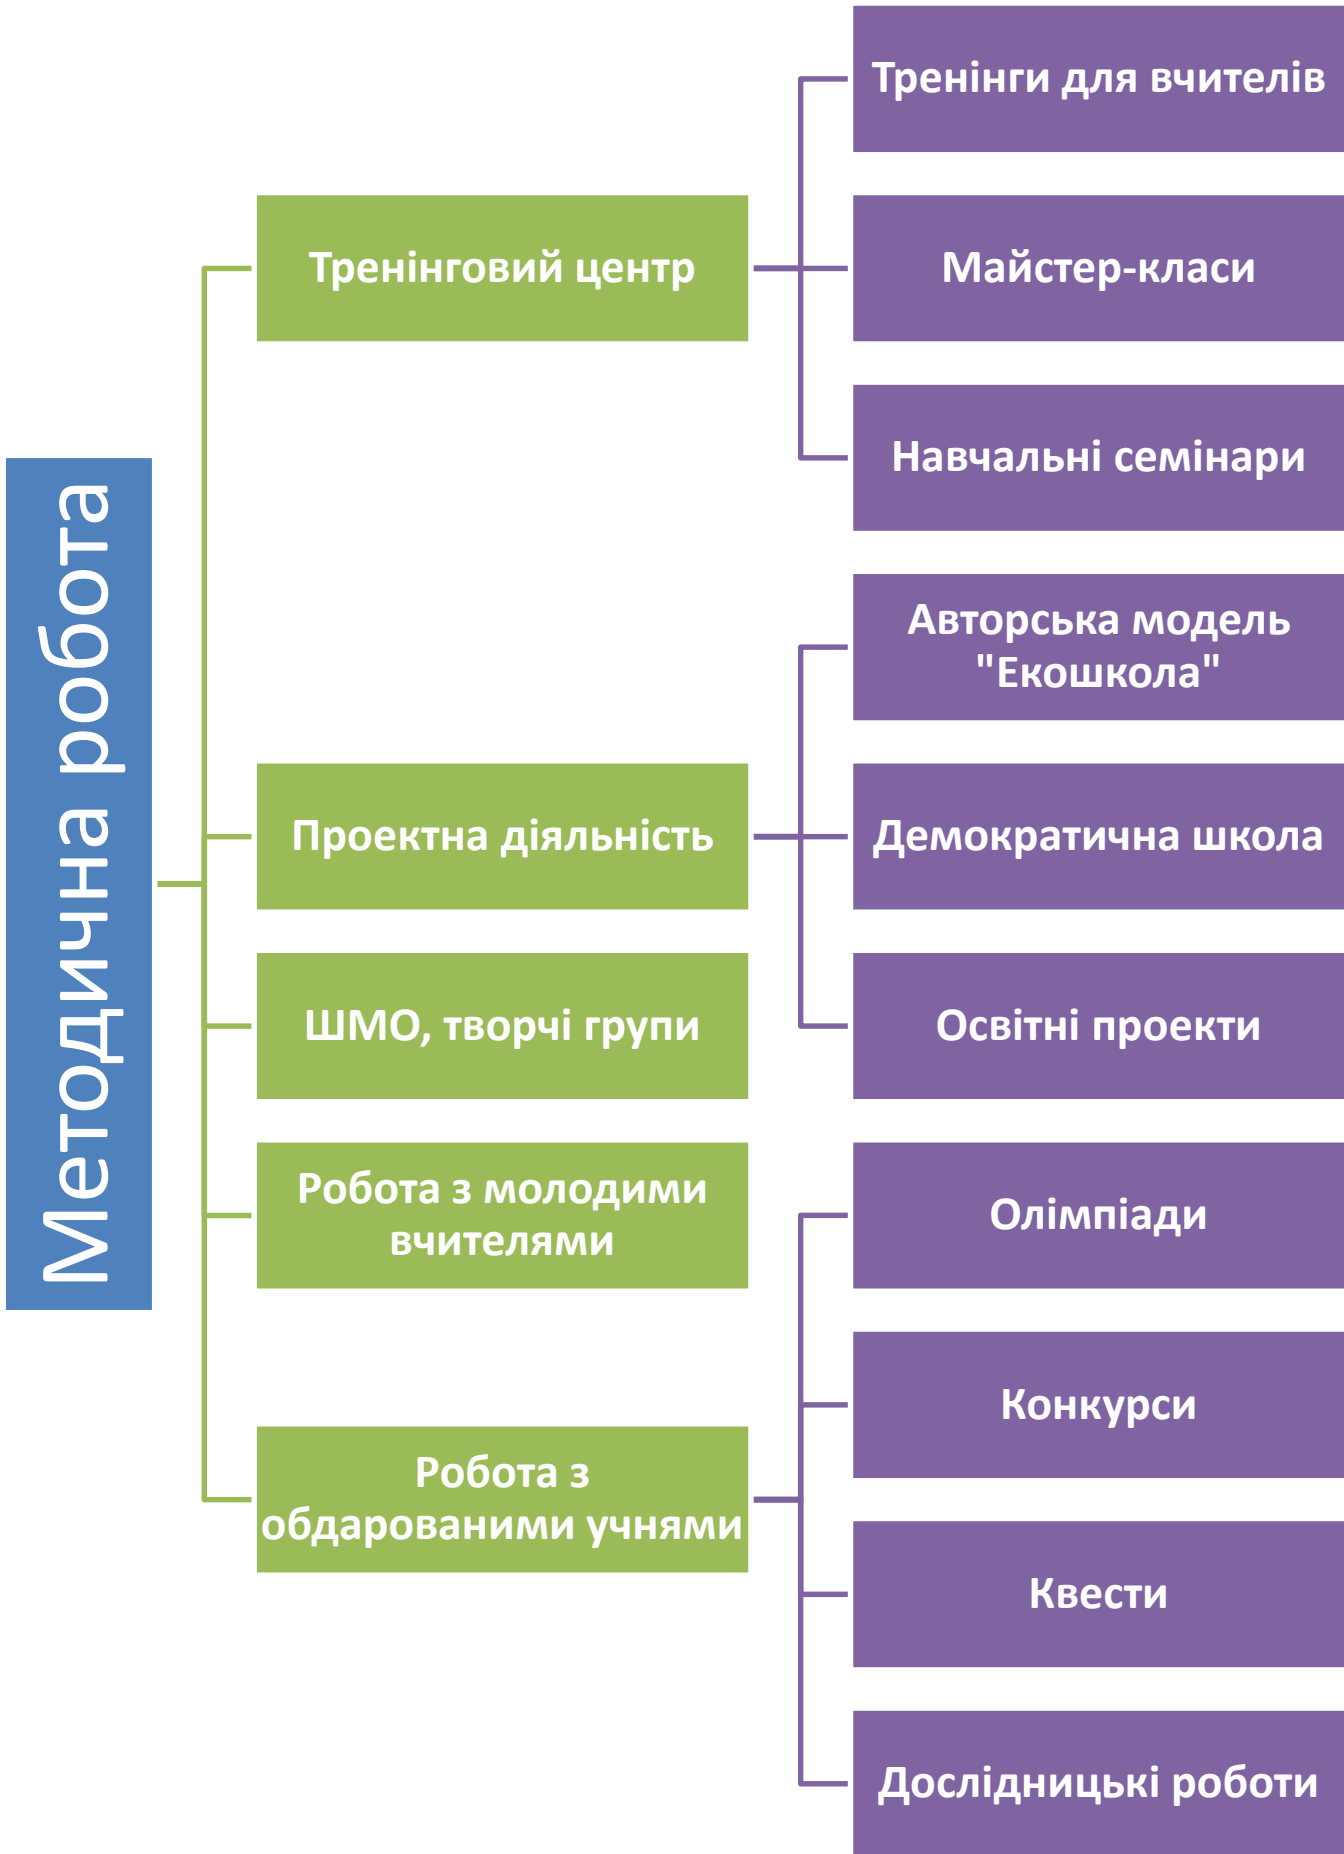 Методична робота
Тренінговий центр
Тренінги для вчителів
Майстер-класи
Навчальні семінари
Проектна діяльність
Авторська модель
"Екошкола"
Демократична школа
Освітні проекти
ШМО, творчі групи
Робота з молодими
вчителями
Робота з
обдарованими учнями
Олімпіади
Конкурси
Квести
Дослідницькі роботи